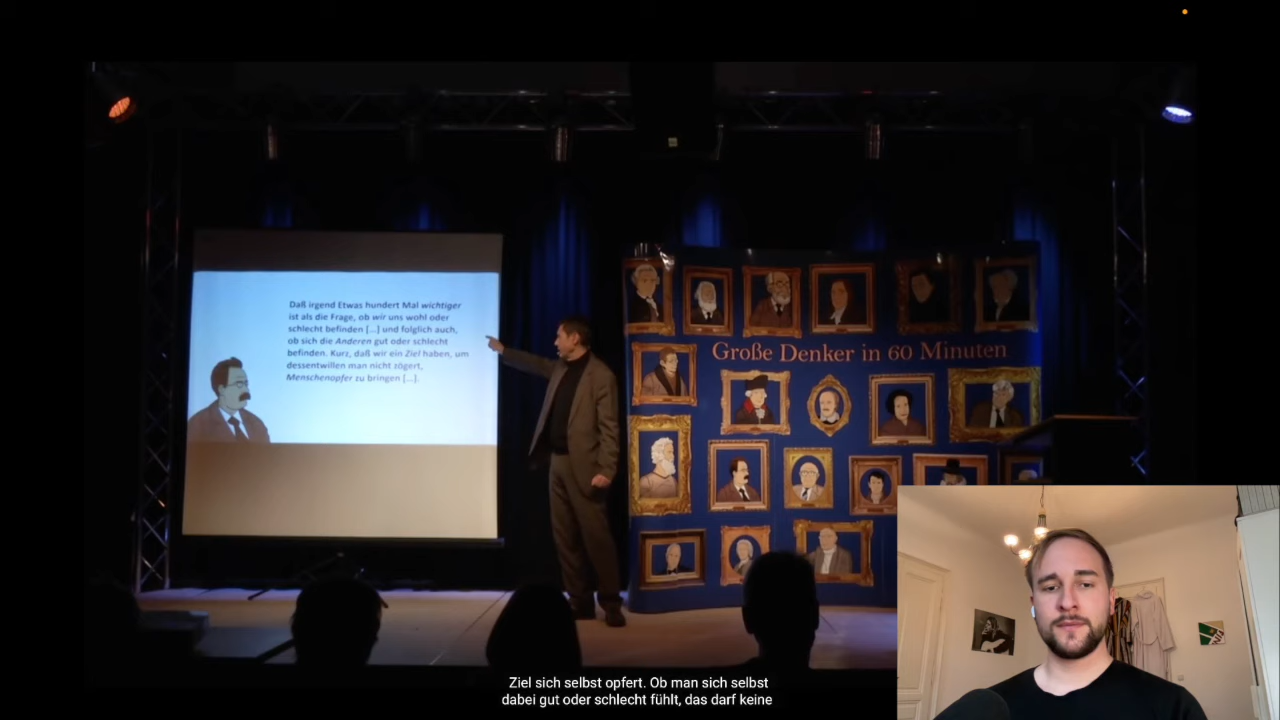 Daß irgend Etwas hundert Mal wichtiger
ist als die Frage, ob wir uns wohl oder
schlecht befinden [...] und folglich auch,
ob sich die Anderen gut oder schlecht
befinden. Kurz, daß wir ein Ziel haben, um
dessentwillen man nicht zögert,
Menschenopfer zu bringen [...].
Große Denker in 60 Minuten
Ziel sich selbst opfert. Ob man sich selbst
dabei gut oder schlecht fühlt, das darf keine